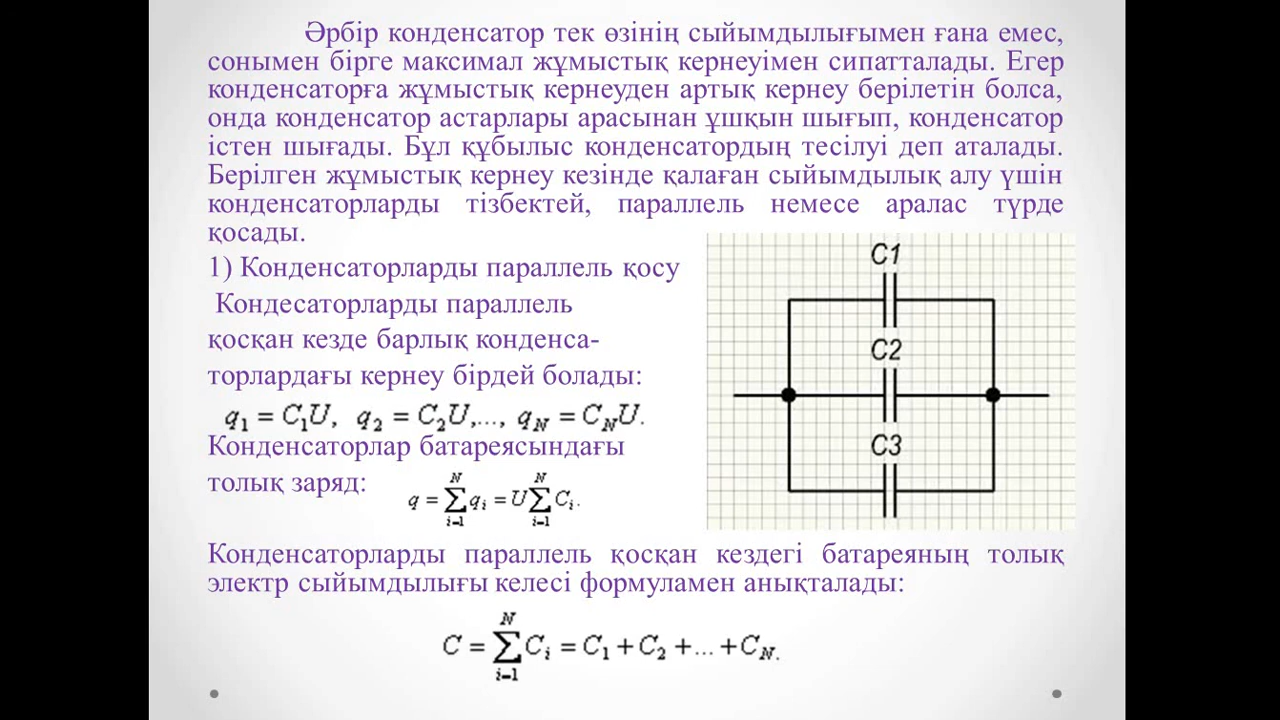 Әрбір конденсатор тек өзінің сыйымдылығымен ғана емес,
сонымен бірге максимал жұмыстық кернеуімен сипатталады. Егер
конденсаторға жұмыстық кернеуден артық кернеу берілетін болса,
онда конденсатор астарлары арасынан ұшқын шығып, конденсатор
істен шығады. Бұл құбылыс конденсатордың тесілуі деп аталады.
Берілген жұмыстық кернеу кезінде қалаған сыйымдылық алу үшін
конденсаторларды тізбектей, параллель немесе аралас түрде
қосады.
1) Конденсаторларды параллель қосу
Кондесаторларды параллель
қосқан кезде барлық конденса-
торлардағы кернеу бірдей болады:
q₁ = C₁U, q₂ = C₂U,..., q_N = C_N U.
Конденсаторлар батареясындағы
толық заряд:
q = ∑_{i=1}^{N} q_i = U ∑_{i=1}^{N} C_i.
C1
C2
C3
Конденсаторларды параллель қосқан кездегі батареяның толық
электр сыйымдылығы келесі формуламен анықталады:
C = ∑_{i=1}^{N} C_i = C₁ + C₂ + ... + C_N.